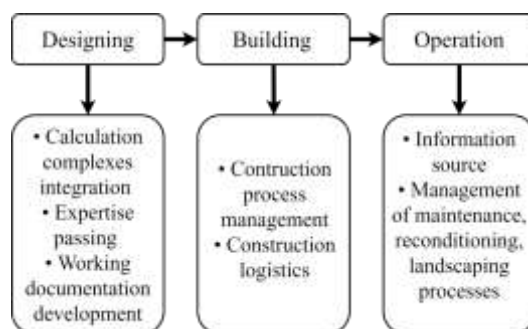 Designing
Building
Operation
• Calculation
complexes
integration
• Expertise
passing
• Working
documentation
development
• Contruction
process
management
• Construction
logistics
• Information
source
• Management
of maintenance,
reconditioning,
landscaping
processes